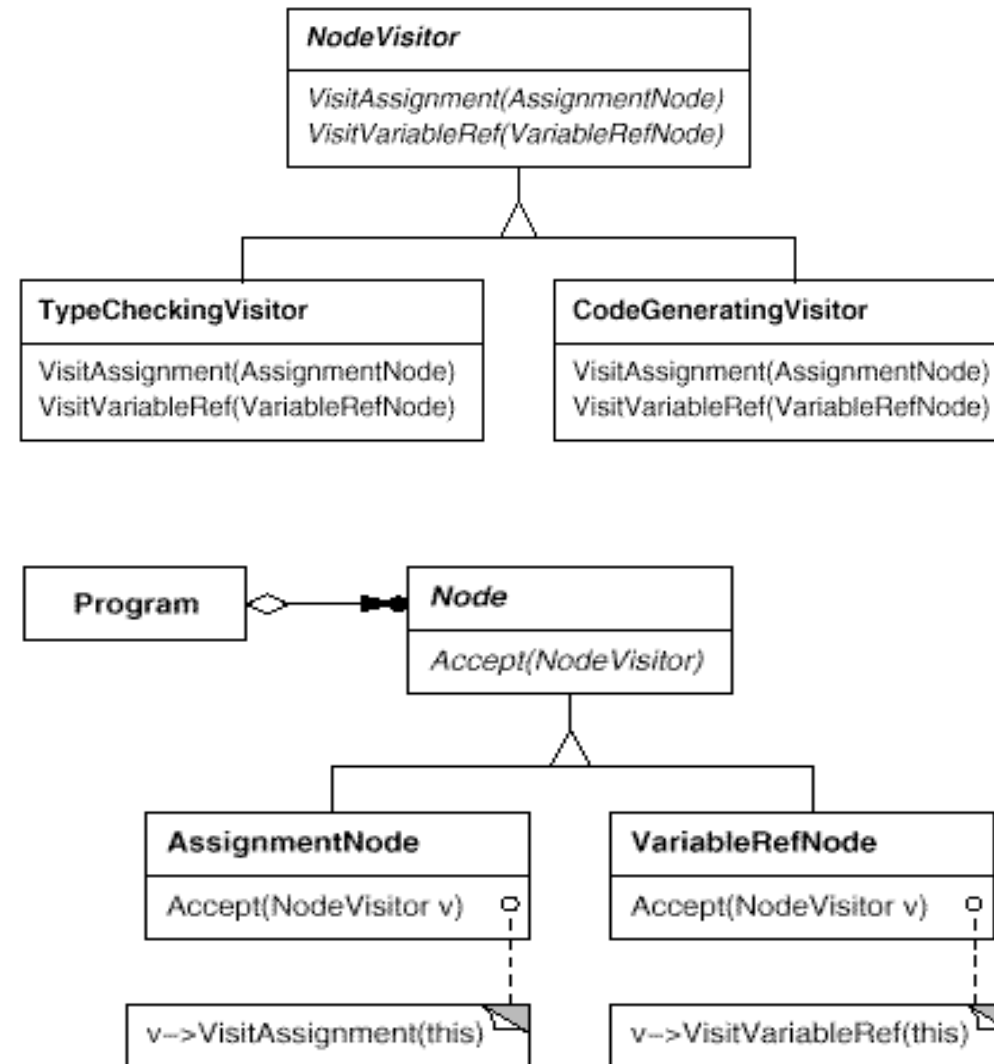 NodeVisitor
VisitAssignment(AssignmentNode)
VisitVariableRef(VariableRefNode)
TypeCheckingVisitor
VisitAssignment(AssignmentNode)
VisitVariableRef(VariableRefNode)
CodeGeneratingVisitor
VisitAssignment(AssignmentNode)
VisitVariableRef(VariableRefNode)
Program
Node
Accept(NodeVisitor)
AssignmentNode
Accept(NodeVisitor v)
v-->VisitAssignment(this)
VariableRefNode
Accept(NodeVisitor v)
v-->VisitVariableRef(this)